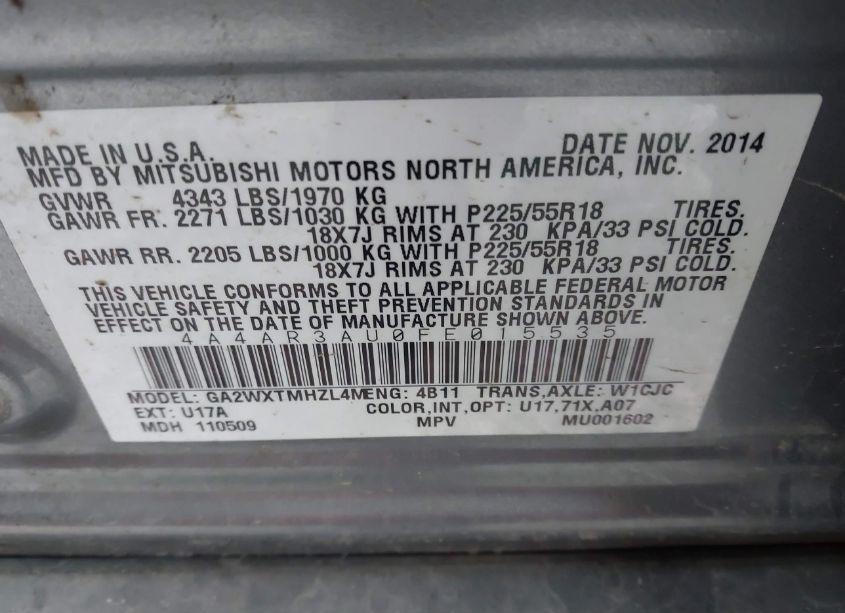 MADE IN U.S.A. DATE NOV. 2014
MFD BY MITSUBISHI MOTORS NORTH AMERICA, INC.
GVWR 4343 LBS/1970 KG
GAWR FR. 2271 LBS/1030 KG WITH P225/55R18 TIRES.
18X7J RIMS AT 230 KPA/33 PSI COLD.
GAWR RR. 2205 LBS/1000 KG WITH P225/55R18 TIRES.
18X7J RIMS AT 230 KPA/33 PSI COLD.
THIS VEHICLE CONFORMS TO ALL APPLICABLE FEDERAL MOTOR
VEHICLE SAFETY AND THEFT PREVENTION STANDARDS IN
EFFECT ON THE DATE OF MANUFACTURE SHOWN ABOVE.
4A4AR3AU0FE015535
MODEL: GA2WXTMHZL4M ENG: 4B11 TRANS,AXLE: W1CJC
EXT: U17A COLOR,INT,OPT: U17,71X,A07
MDH 110509 MPV MU001602